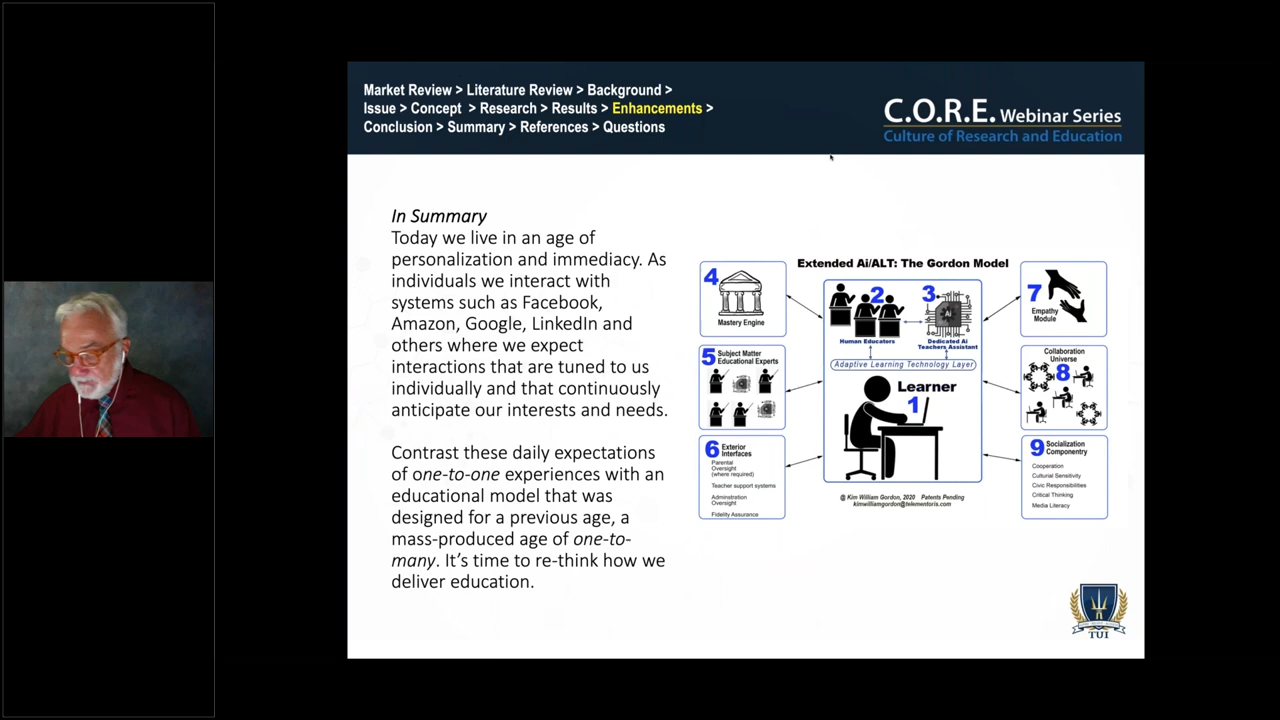 Market Review > Literature Review > Background >
Issue > Concept > Research > Results > Enhancements >
Conclusion > Summary > References > Questions
C.O.R.E. Webinar Series
Culture of Research and Education
In Summary
Today we live in an age of
personalization and immediacy. As
individuals we interact with
systems such as Facebook,
Amazon, Google, LinkedIn and
others where we expect
interactions that are tuned to us
individually and that continuously
anticipate our interests and needs.
Contrast these daily expectations
of one-to-one experiences with an
educational model that was
designed for a previous age, a
mass-produced age of one-to-
many. It's time to re-think how we
deliver education.
Extended Ai/ALT: The Gordon Model
4
Mastery Engine
5 Subject Matter
Educational Experts
6 Exterior
Interfaces
Parental
Oversight
(where required)
Teacher support systems
Adminstration
Oversight
Fidelity Assurance
2
Human Educators
3
Ai
Dedicated Ai
Teachers Assistant
Adaptive Learning Technology Layer
Learner
1
@ Kim William Gordon, 2020 Patents Pending
kimwilliamgordon@telementoris.com
7
Empathy
Module
Collaboration
Universe
8
9 Socialization
Componentry
Cooperation
Cultural Sensitivity
Civic Responsibilities
Critical Thinking
Media Literacy
TUI